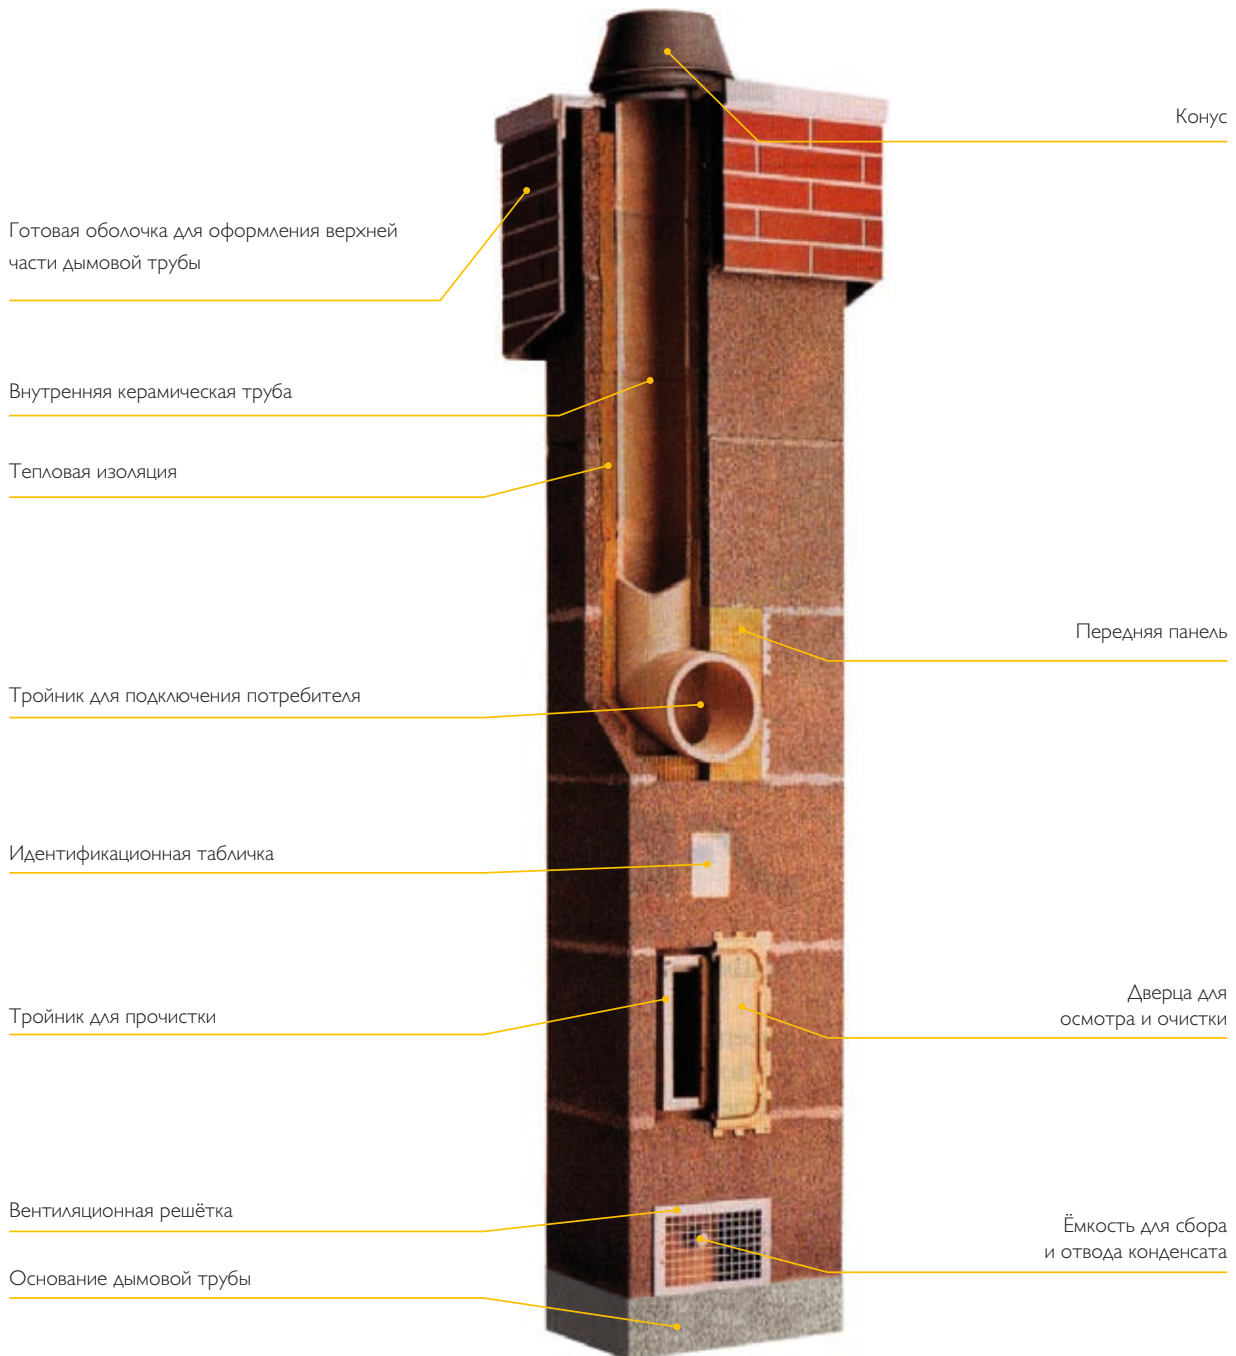 Конус
Готовая оболочка для оформления верхней
части дымовой трубы
Внутренняя керамическая труба
Тепловая изоляция
Передняя панель
Тройник для подключения потребителя
Идентификационная табличка
Тройник для прочистки
Дверца для
осмотра и очистки
Вентиляционная решётка
Ёмкость для сбора
и отвода конденсата
Основание дымовой трубы